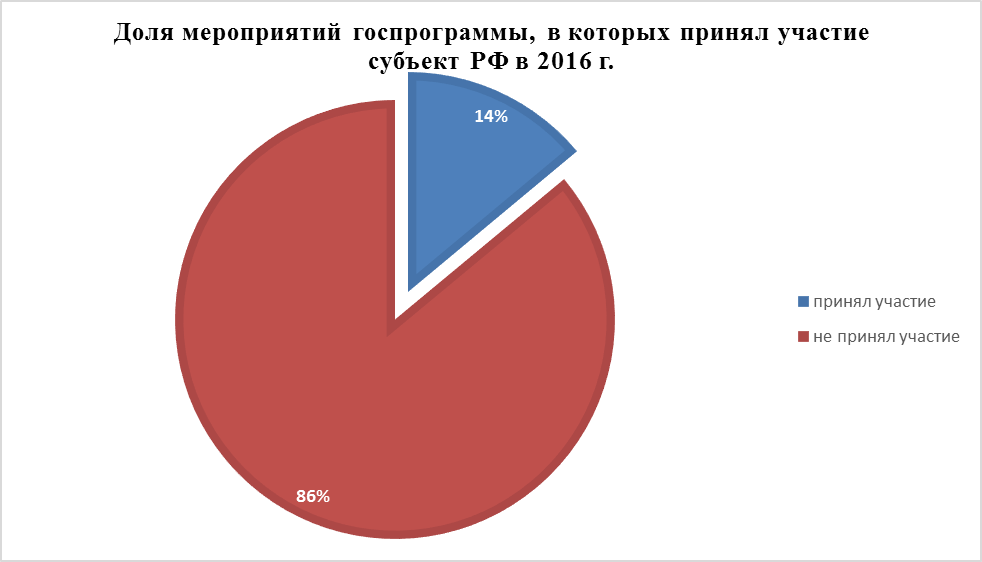 Доля мероприятий госпрограммы, в которых принял участие
субъект РФ в 2016 г.
14%
принял участие
не принял участие
86%